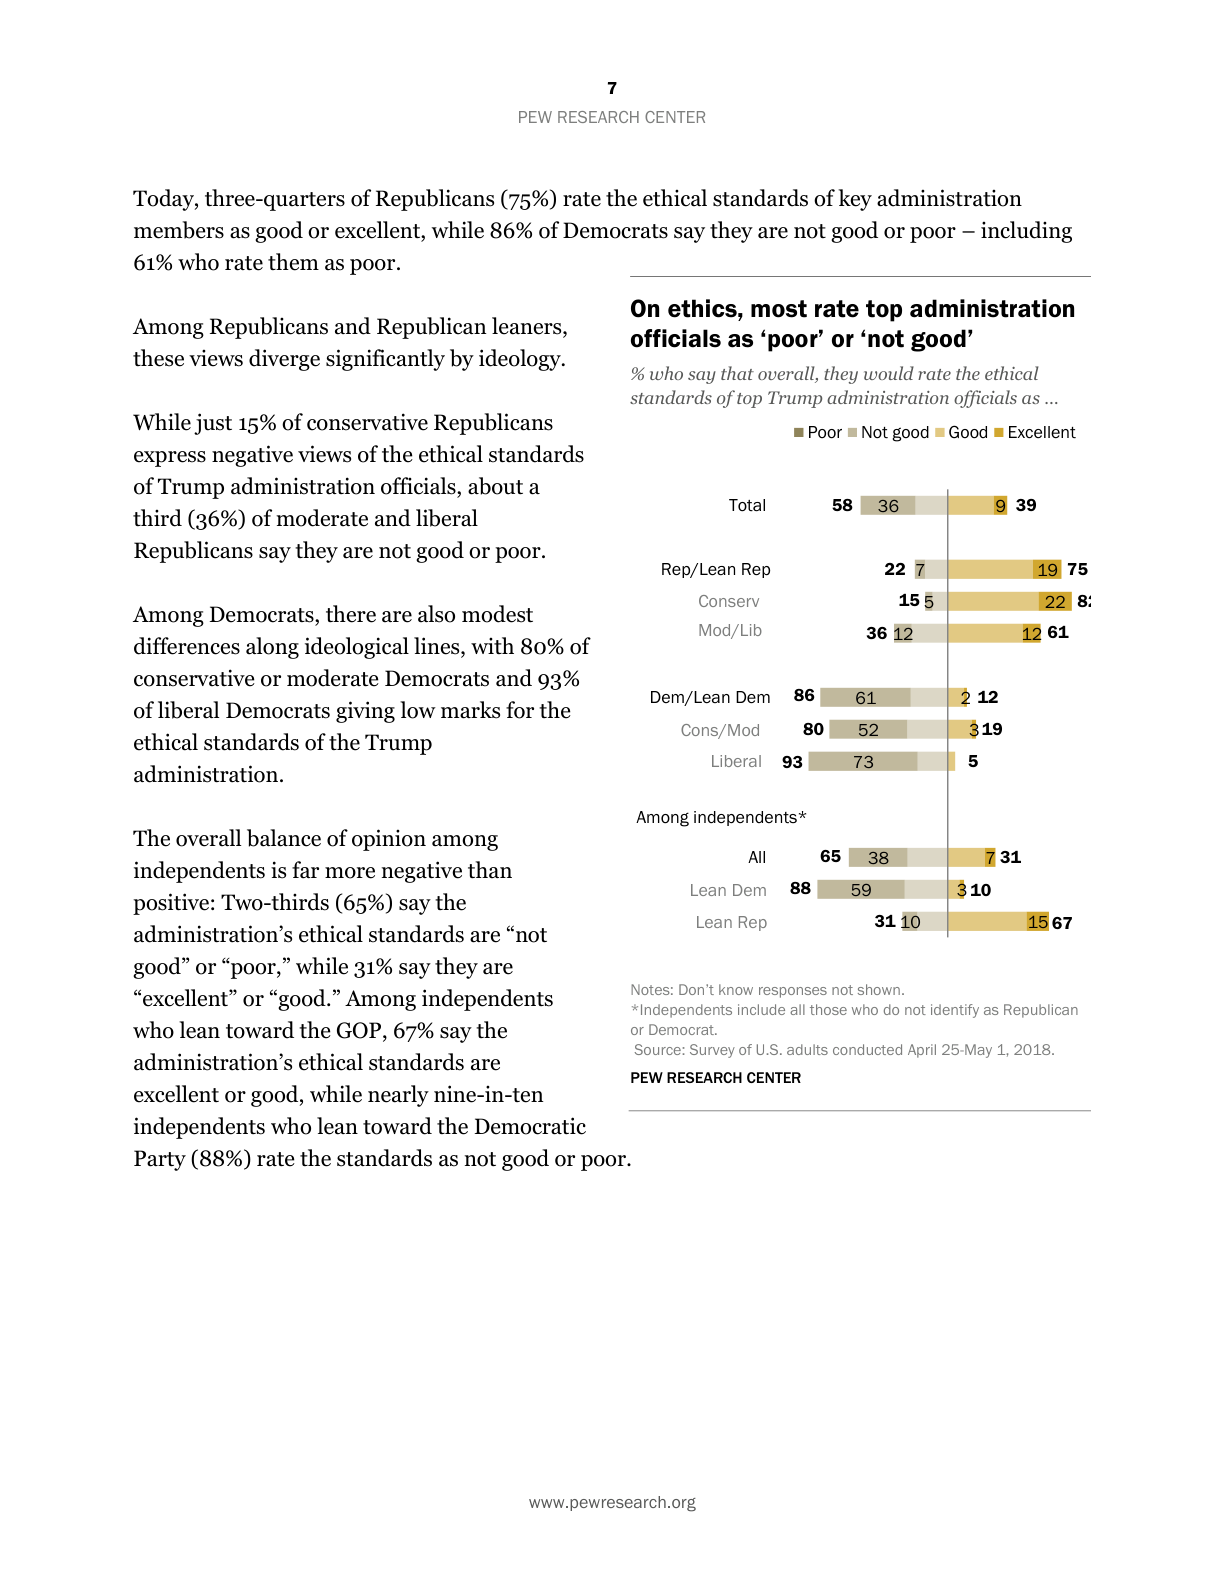 7
PEW RESEARCH CENTER
Today, three-quarters of Republicans (75%) rate the ethical standards of key administration
members as good or excellent, while 86% of Democrats say they are not good or poor – including
61% who rate them as poor.
Among Republicans and Republican leaners,
these views diverge significantly by ideology.
While just 15% of conservative Republicans
express negative views of the ethical standards
of Trump administration officials, about a
third (36%) of moderate and liberal
Republicans say they are not good or poor.
Among Democrats, there are also modest
differences along ideological lines, with 80% of
conservative or moderate Democrats and 93%
of liberal Democrats giving low marks for the
ethical standards of the Trump
administration.
The overall balance of opinion among
independents is far more negative than
positive: Two-thirds (65%) say the
administration’s ethical standards are “not
good” or “poor,” while 31% say they are
“excellent” or “good.” Among independents
who lean toward the GOP, 67% say the
administration’s ethical standards are
excellent or good, while nearly nine-in-ten
independents who lean toward the Democratic
Party (88%) rate the standards as not good or poor.
On ethics, most rate top administration
officials as ‘poor’ or ‘not good’
% who say that overall, they would rate the ethical
standards of top Trump administration officials as ...
Poor Not good Good Excellent
Total 58 36 9 39
Rep/Lean Rep 22 7 19 75
Conserv 15 5 22
Mod/Lib 36 12 12 61
Dem/Lean Dem 86 61 2 12
Cons/Mod 80 52 3 19
Liberal 93 73 5
Among independents*
All 65 38 7 31
Lean Dem 88 59 3 10
Lean Rep 31 10 15 67
Notes: Don’t know responses not shown.
*Independents include all those who do not identify as Republican
or Democrat.
Source: Survey of U.S. adults conducted April 25-May 1, 2018.
PEW RESEARCH CENTER
www.pewresearch.org